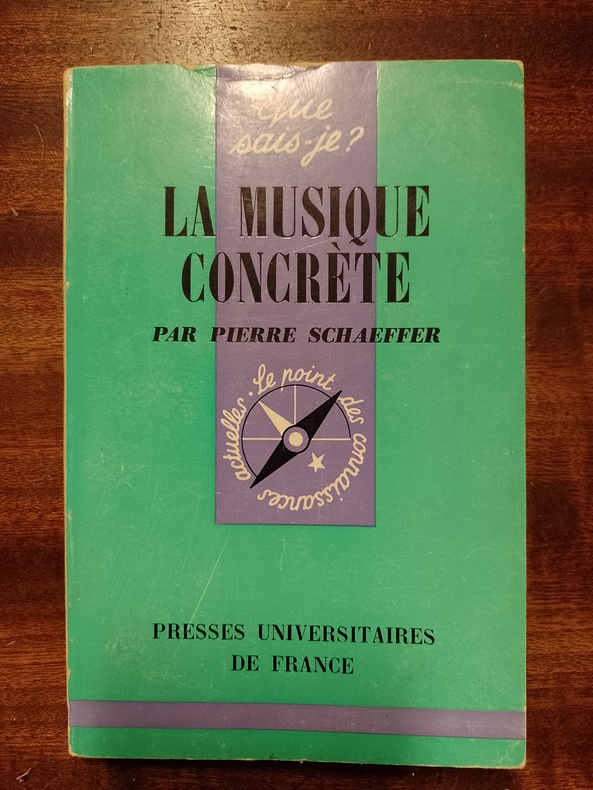 que
sais-je?
LA MUSIQUE
CONCRÈTE
PAR PIERRE SCHAEFFER
Le point des connaissances actuelles.
PRESSES UNIVERSITAIRES
DE FRANCE